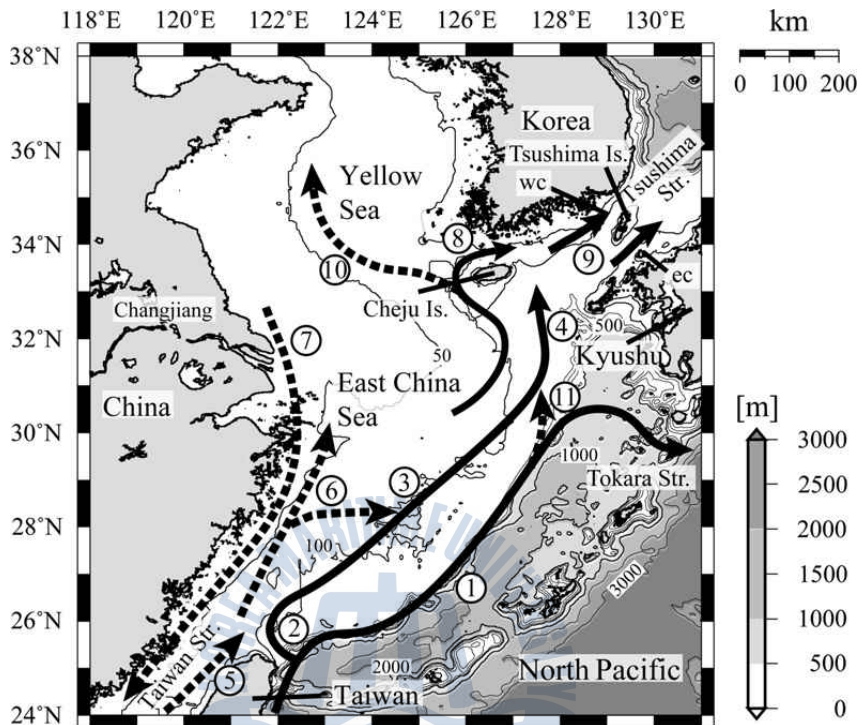 118°E 120°E 122°E 124°E 126°E 128°E 130°E
km
0 100 200
38°N
36°N
34°N
32°N
30°N
28°N
26°N
24°N
Korea
Tsushima Is.
wc
Tsushima
Str.
Yellow
Sea
8
9
10
ec
Cheju Is.
Changjiang
7
4
500
Kyushu
50
China
East China
Sea
11
[m]
3000
2500
2000
1500
1000
500
0
1000
Tokara Str.
6
3
100
1
3000
2
Taiwan Str.
5
2000
Taiwan
North Pacific